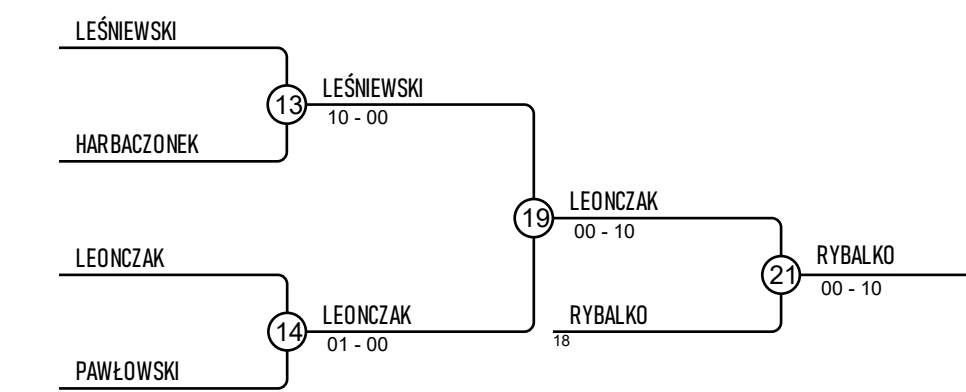 LEŚNIEWSKI
13
LEŚNIEWSKI
10 - 00
HARBACZONEK
19
LEONCZAK
00 - 10
LEONCZAK
14
LEONCZAK
01 - 00
PAWŁOWSKI
RYBALKO
18
21
RYBALKO
00 - 10